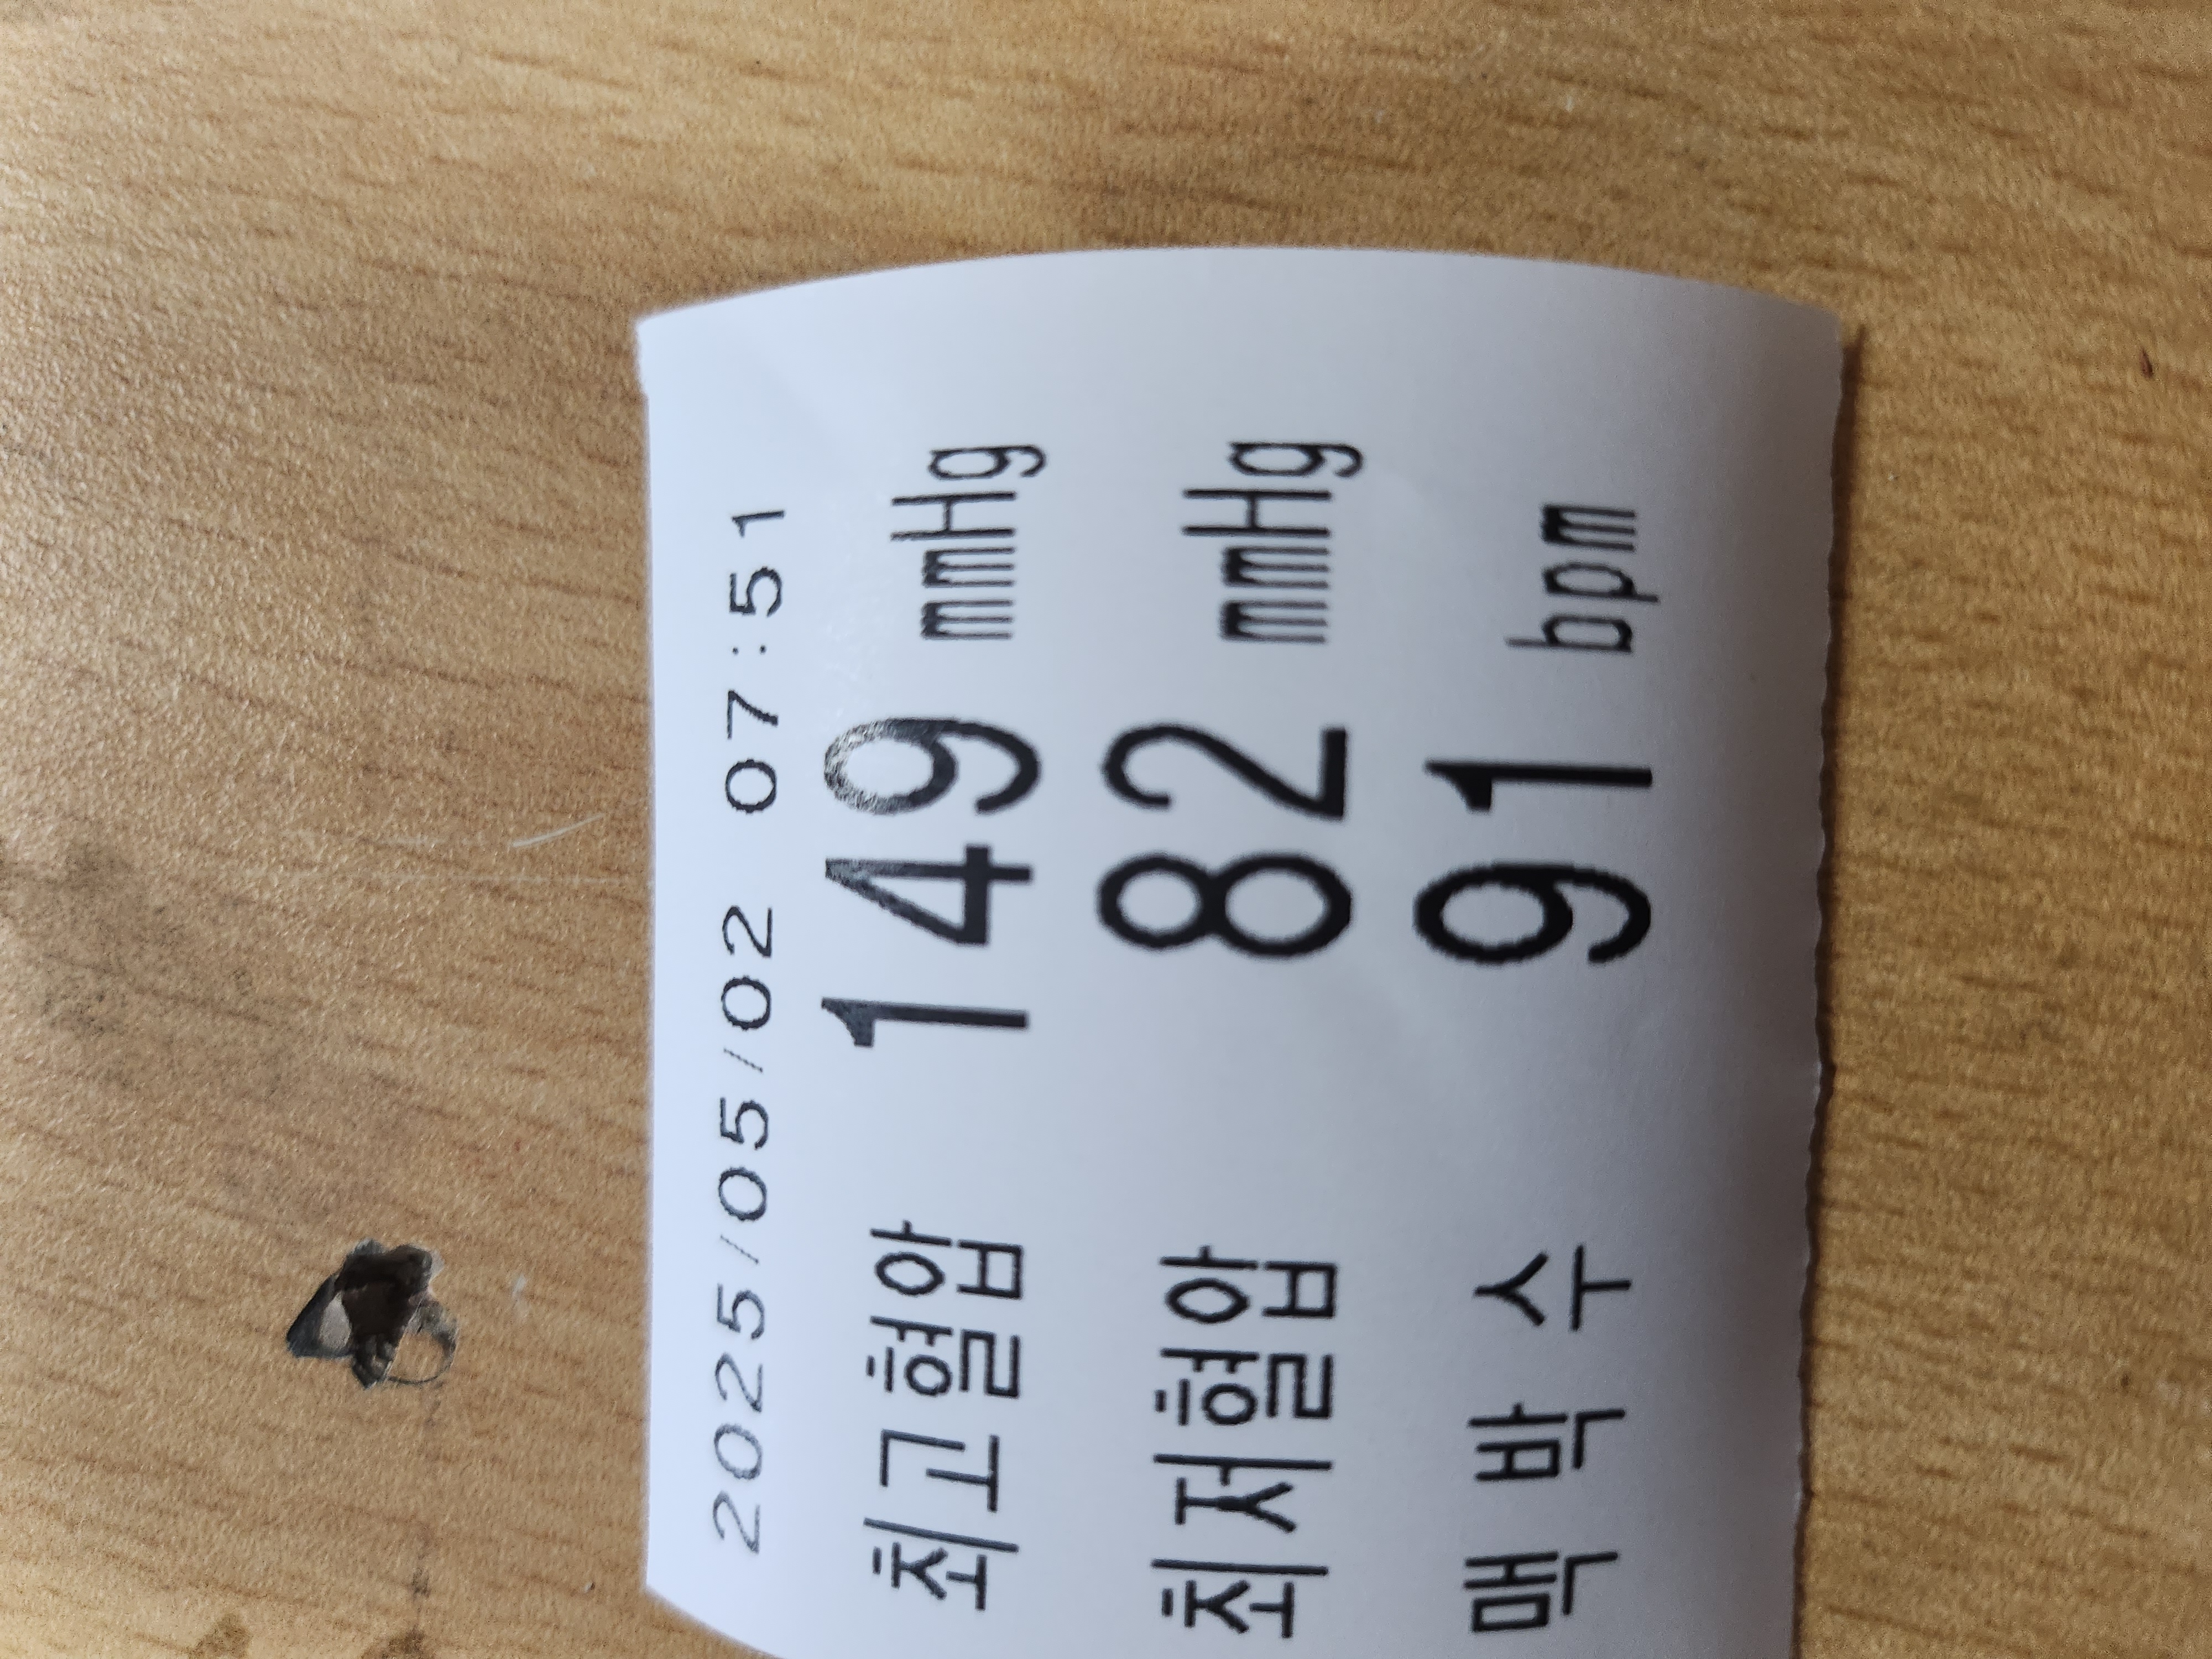 2025/05/02 07:51
최고혈압 149 mmHg
최저혈압 82 mmHg
맥 박 수 91 bpm